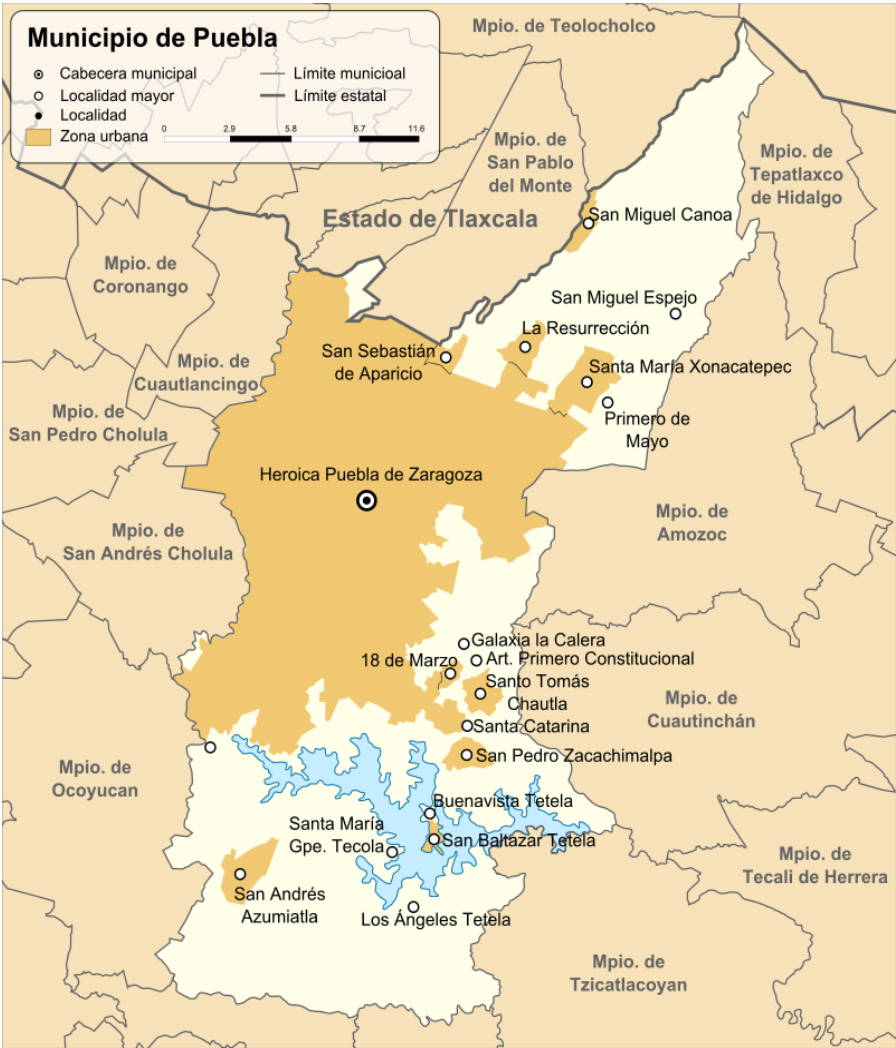 Municipio de Puebla
Cabecera municipal
Localidad mayor
Localidad
Zona urbana
Límite municioal
Límite estatal
0 2.9 5.8 8.7 11.6
Mpio. de Teolocholco
Mpio. de
San Pablo
del Monte
Mpio. de
Tepatlaxco
de Hidalgo
Estado de Tlaxcala
San Miguel Canoa
Mpio. de
Coronango
San Miguel Espejo
La Resurrección
San Sebastián
de Aparicio
Mpio. de
Cuautlancingo
Santa María Xonacatepec
Mpio. de
San Pedro Cholula
Primero de
Mayo
Heroica Puebla de Zaragoza
Mpio. de
Amozoc
Mpio. de
San Andrés Cholula
Galaxia la Calera
18 de Marzo
Art. Primero Constitucional
Santo Tomás
Chautla
Mpio. de
Cuautinchán
Santa Catarina
San Pedro Zacachimalpa
Mpio. de
Ocoyucan
Buenavista Tetela
Santa María
Gpe. Tecola
San Baltazar Tetela
Mpio. de
Tecali de Herrera
San Andrés
Azumiatla
Los Ángeles Tetela
Mpio. de
Tzicatlacoyan